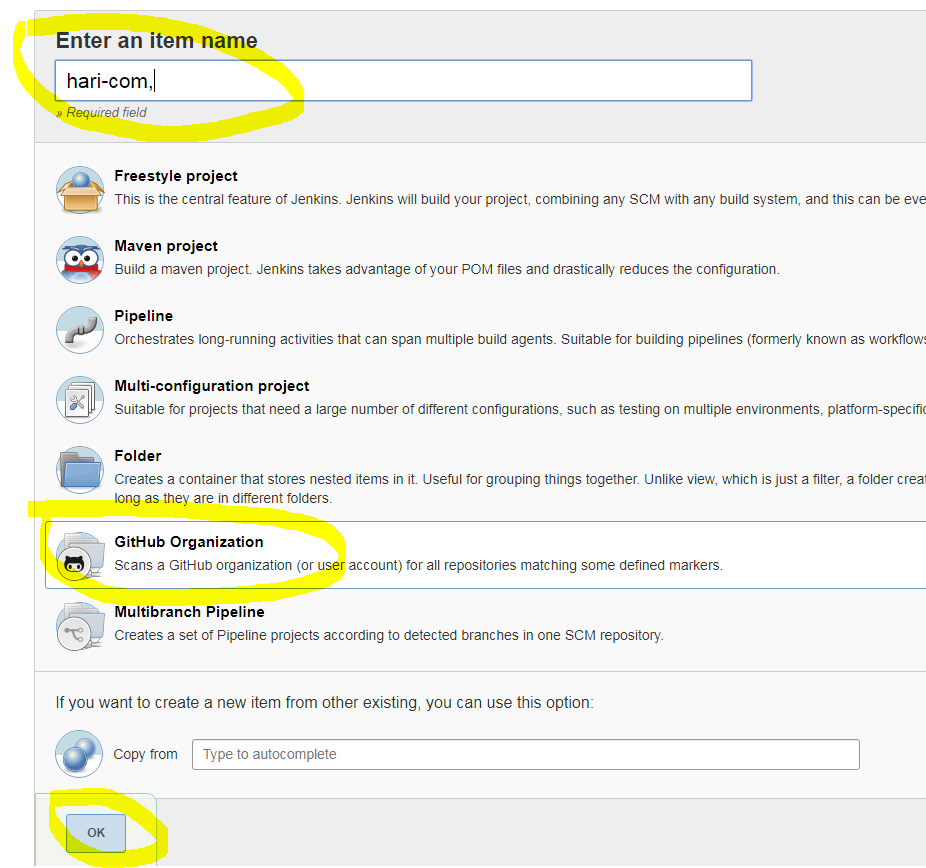 Enter an item name
hari-com,
» Required field
Freestyle project
This is the central feature of Jenkins. Jenkins will build your project, combining any SCM with any build system, and this can be eve
Maven project
Build a maven project. Jenkins takes advantage of your POM files and drastically reduces the configuration.
Pipeline
Orchestrates long-running activities that can span multiple build agents. Suitable for building pipelines (formerly known as workflows
Multi-configuration project
Suitable for projects that need a large number of different configurations, such as testing on multiple environments, platform-specific
Folder
Creates a container that stores nested items in it. Useful for grouping things together. Unlike view, which is just a filter, a folder creat
long as they are in different folders.
GitHub Organization
Scans a GitHub organization (or user account) for all repositories matching some defined markers.
Multibranch Pipeline
Creates a set of Pipeline projects according to detected branches in one SCM repository.
If you want to create a new item from other existing, you can use this option:
Copy from
Type to autocomplete
OK